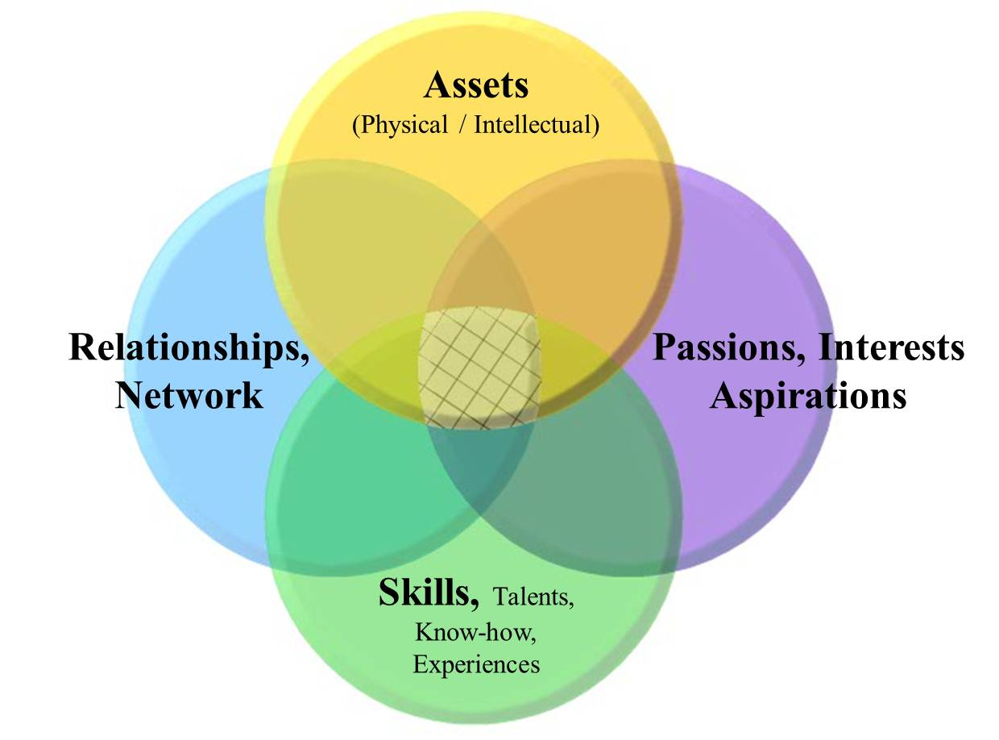 Assets
(Physical / Intellectual)
Relationships,
Network
Passions, Interests
Aspirations
Skills, Talents,
Know-how,
Experiences